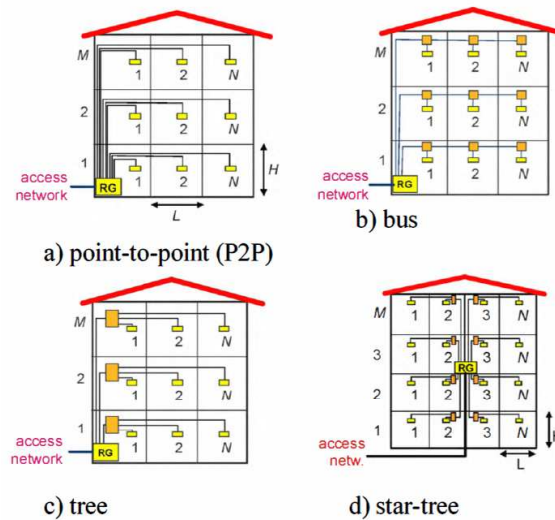 M
1 2 N
2
1 2 N
1
H
1 2 N
access
network
RG
L
a) point-to-point (P2P)
M
1 2 N
2
1 2 N
1
1 2 N
access
network
RG
b) bus
M
1 2 N
2
1 2 N
1
1 2 N
access
network
RG
c) tree
M
1 2 3 N
3
1 2 3 N
RG
2
1 2 3 N
1
1 2 3 N
access
netw.
L
d) star-tree